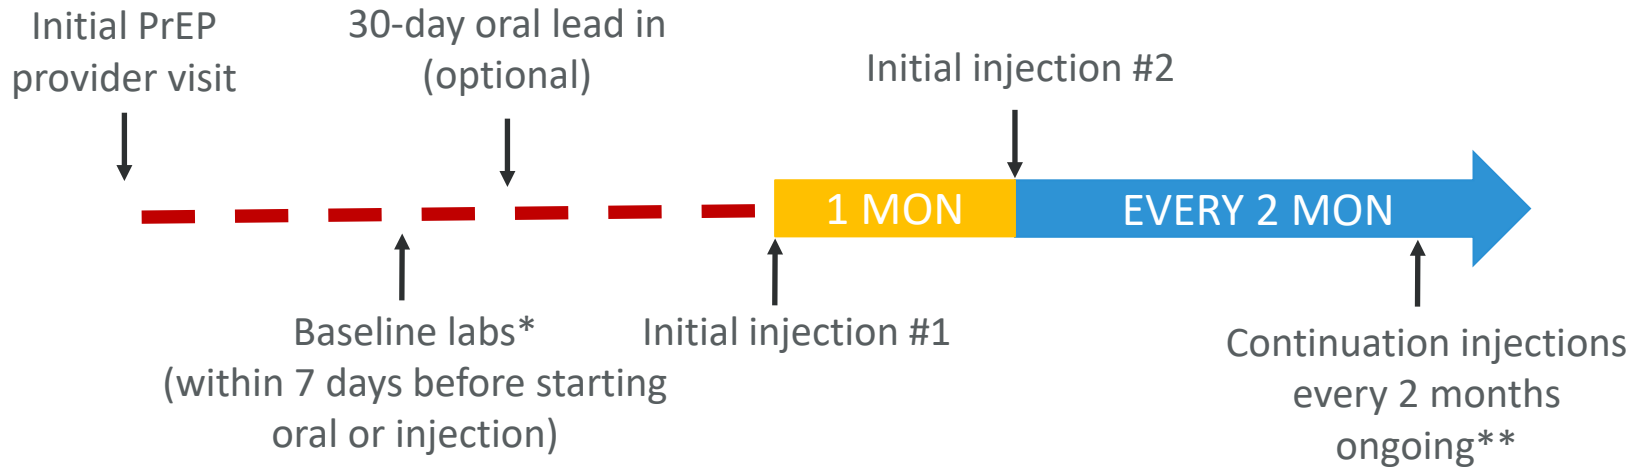 Initial PrEP
provider visit
30-day oral lead in
(optional)
Initial injection #2
1 MON
EVERY 2 MON
Baseline labs*
(within 7 days before starting
oral or injection)
Initial injection #1
Continuation injections
every 2 months
ongoing**